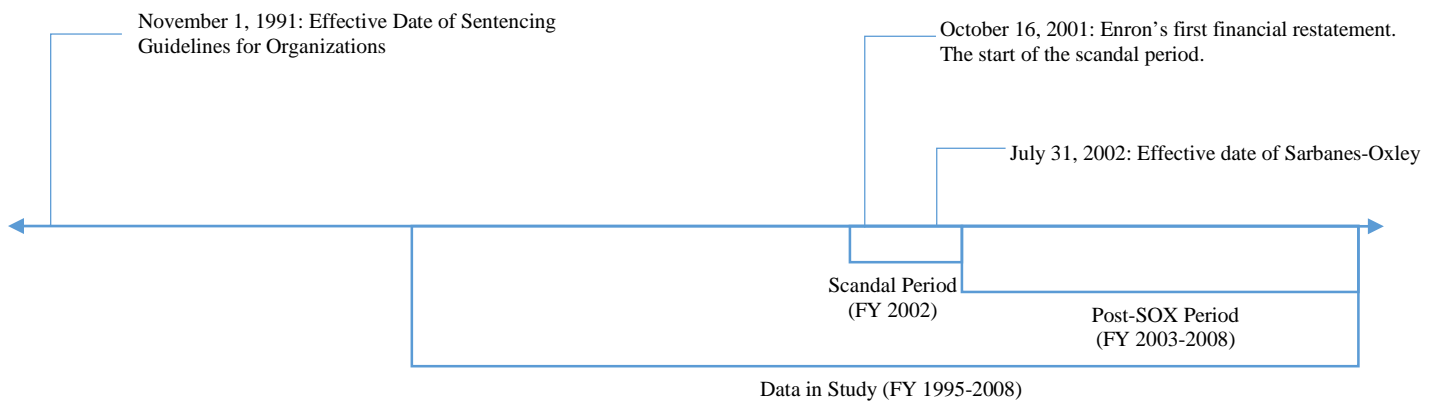 November 1, 1991: Effective Date of Sentencing
Guidelines for Organizations
October 16, 2001: Enron’s first financial restatement.
The start of the scandal period.
July 31, 2002: Effective date of Sarbanes-Oxley
Scandal Period
(FY 2002)
Post-SOX Period
(FY 2003-2008)
Data in Study (FY 1995-2008)